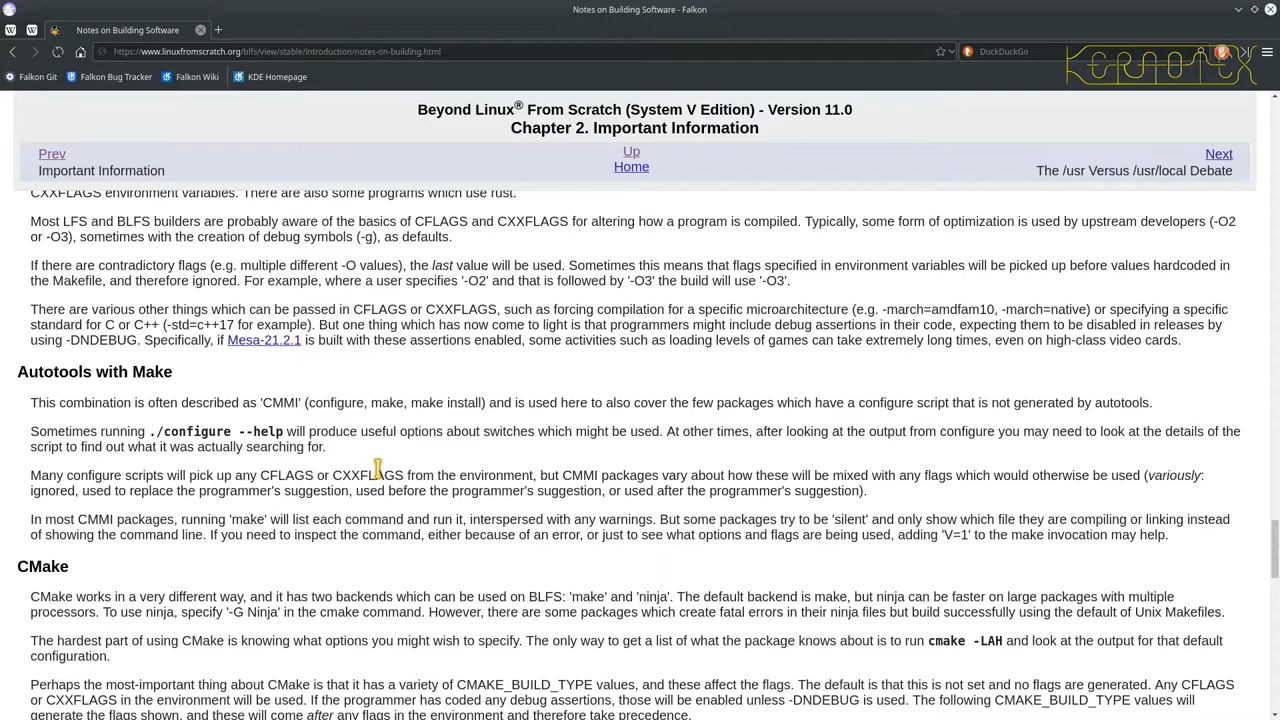 Notes on Building Software - Falkon
Notes on Building Software
https://www.linuxfromscratch.org/blfs/view/stable/introduction/notes-on-building.html
DuckDuckGo
KERNOTEX
Falkon Git
Falkon Bug Tracker
Falkon Wiki
KDE Homepage
Beyond Linux® From Scratch (System V Edition) - Version 11.0
Chapter 2. Important Information
Prev
Up
Next
Important Information
Home
The /usr Versus /usr/local Debate
CXXFLAGS environment variables. There are also some programs which use rust.
Most LFS and BLFS builders are probably aware of the basics of CFLAGS and CXXFLAGS for altering how a program is compiled. Typically, some form of optimization is used by upstream developers (-O2
or -O3), sometimes with the creation of debug symbols (-g), as defaults.
If there are contradictory flags (e.g. multiple different -O values), the last value will be used. Sometimes this means that flags specified in environment variables will be picked up before values hardcoded in
the Makefile, and therefore ignored. For example, where a user specifies '-O2' and that is followed by '-O3' the build will use '-O3'.
There are various other things which can be passed in CFLAGS or CXXFLAGS, such as forcing compilation for a specific microarchitecture (e.g. -march=amdfam10, -march=native) or specifying a specific
standard for C or C++ (-std=c++17 for example). But one thing which has now come to light is that programmers might include debug assertions in their code, expecting them to be disabled in releases by
using -DNDEBUG. Specifically, if Mesa-21.2.1 is built with these assertions enabled, some activities such as loading levels of games can take extremely long times, even on high-class video cards.
Autotools with Make
This combination is often described as 'CMMI' (configure, make, make install) and is used here to also cover the few packages which have a configure script that is not generated by autotools.
Sometimes running ./configure --help will produce useful options about switches which might be used. At other times, after looking at the output from configure you may need to look at the details of the
script to find out what it was actually searching for.
Many configure scripts will pick up any CFLAGS or CXXFLAGS from the environment, but CMMI packages vary about how these will be mixed with any flags which would otherwise be used (variously:
ignored, used to replace the programmer's suggestion, used before the programmer's suggestion, or used after the programmer's suggestion).
In most CMMI packages, running 'make' will list each command and run it, interspersed with any warnings. But some packages try to be 'silent' and only show which file they are compiling or linking instead
of showing the command line. If you need to inspect the command, either because of an error, or just to see what options and flags are being used, adding 'V=1' to the make invocation may help.
CMake
CMake works in a very different way, and it has two backends which can be used on BLFS: 'make' and 'ninja'. The default backend is make, but ninja can be faster on large packages with multiple
processors. To use ninja, specify '-G Ninja' in the cmake command. However, there are some packages which create fatal errors in their ninja files but build successfully using the default of Unix Makefiles.
The hardest part of using CMake is knowing what options you might wish to specify. The only way to get a list of what the package knows about is to run cmake -LAH and look at the output for that default
configuration.
Perhaps the most-important thing about CMake is that it has a variety of CMAKE_BUILD_TYPE values, and these affect the flags. The default is that this is not set and no flags are generated. Any CFLAGS
or CXXFLAGS in the environment will be used. If the programmer has coded any debug assertions, those will be enabled unless -DNDEBUG is used. The following CMAKE_BUILD_TYPE values will
generate the flags shown, and these will come after any flags in the environment and therefore take precedence.